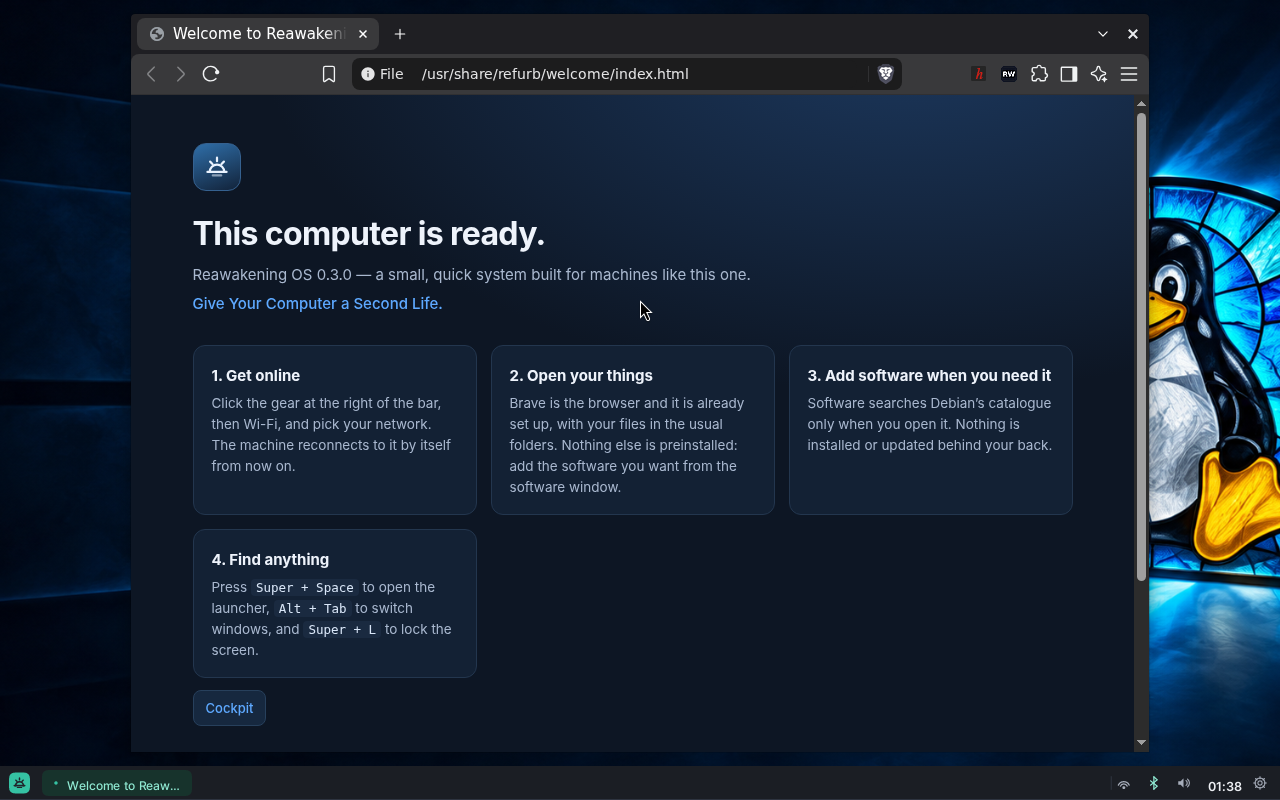 Welcome to Reawakeni
File /usr/share/refurb/welcome/index.html
h
RW
This computer is ready.
Reawakening OS 0.3.0 — a small, quick system built for machines like this one.
Give Your Computer a Second Life.
1. Get online
Click the gear at the right of the bar,
then Wi-Fi, and pick your network.
The machine reconnects to it by itself
from now on.
2. Open your things
Brave is the browser and it is already
set up, with your files in the usual
folders. Nothing else is preinstalled:
add the software you want from the
software window.
3. Add software when you need it
Software searches Debian’s catalogue
only when you open it. Nothing is
installed or updated behind your back.
4. Find anything
Press Super + Space to open the
launcher, Alt + Tab to switch
windows, and Super + L to lock the
screen.
Cockpit
Welcome to Reaw...
01:38